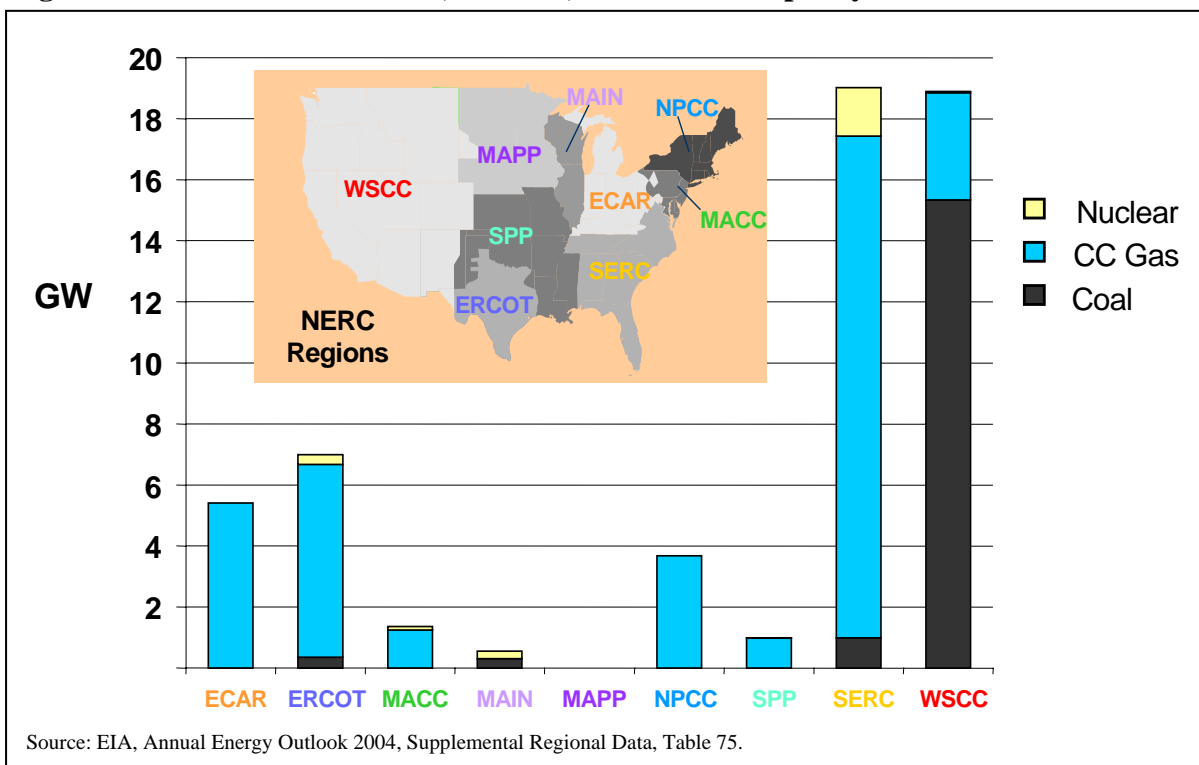 20
18
16
14
12
10
8
6
4
2
GW
MAIN
NPCC
MAPP
WSCC
ECAR
MACC
SPP
SERC
ERCOT
NERC
Regions
Nuclear
CC Gas
Coal
ECAR ERCOT MACC MAIN MAPP NPCC SPP SERC WSCC
Source: EIA, Annual Energy Outlook 2004, Supplemental Regional Data, Table 75.